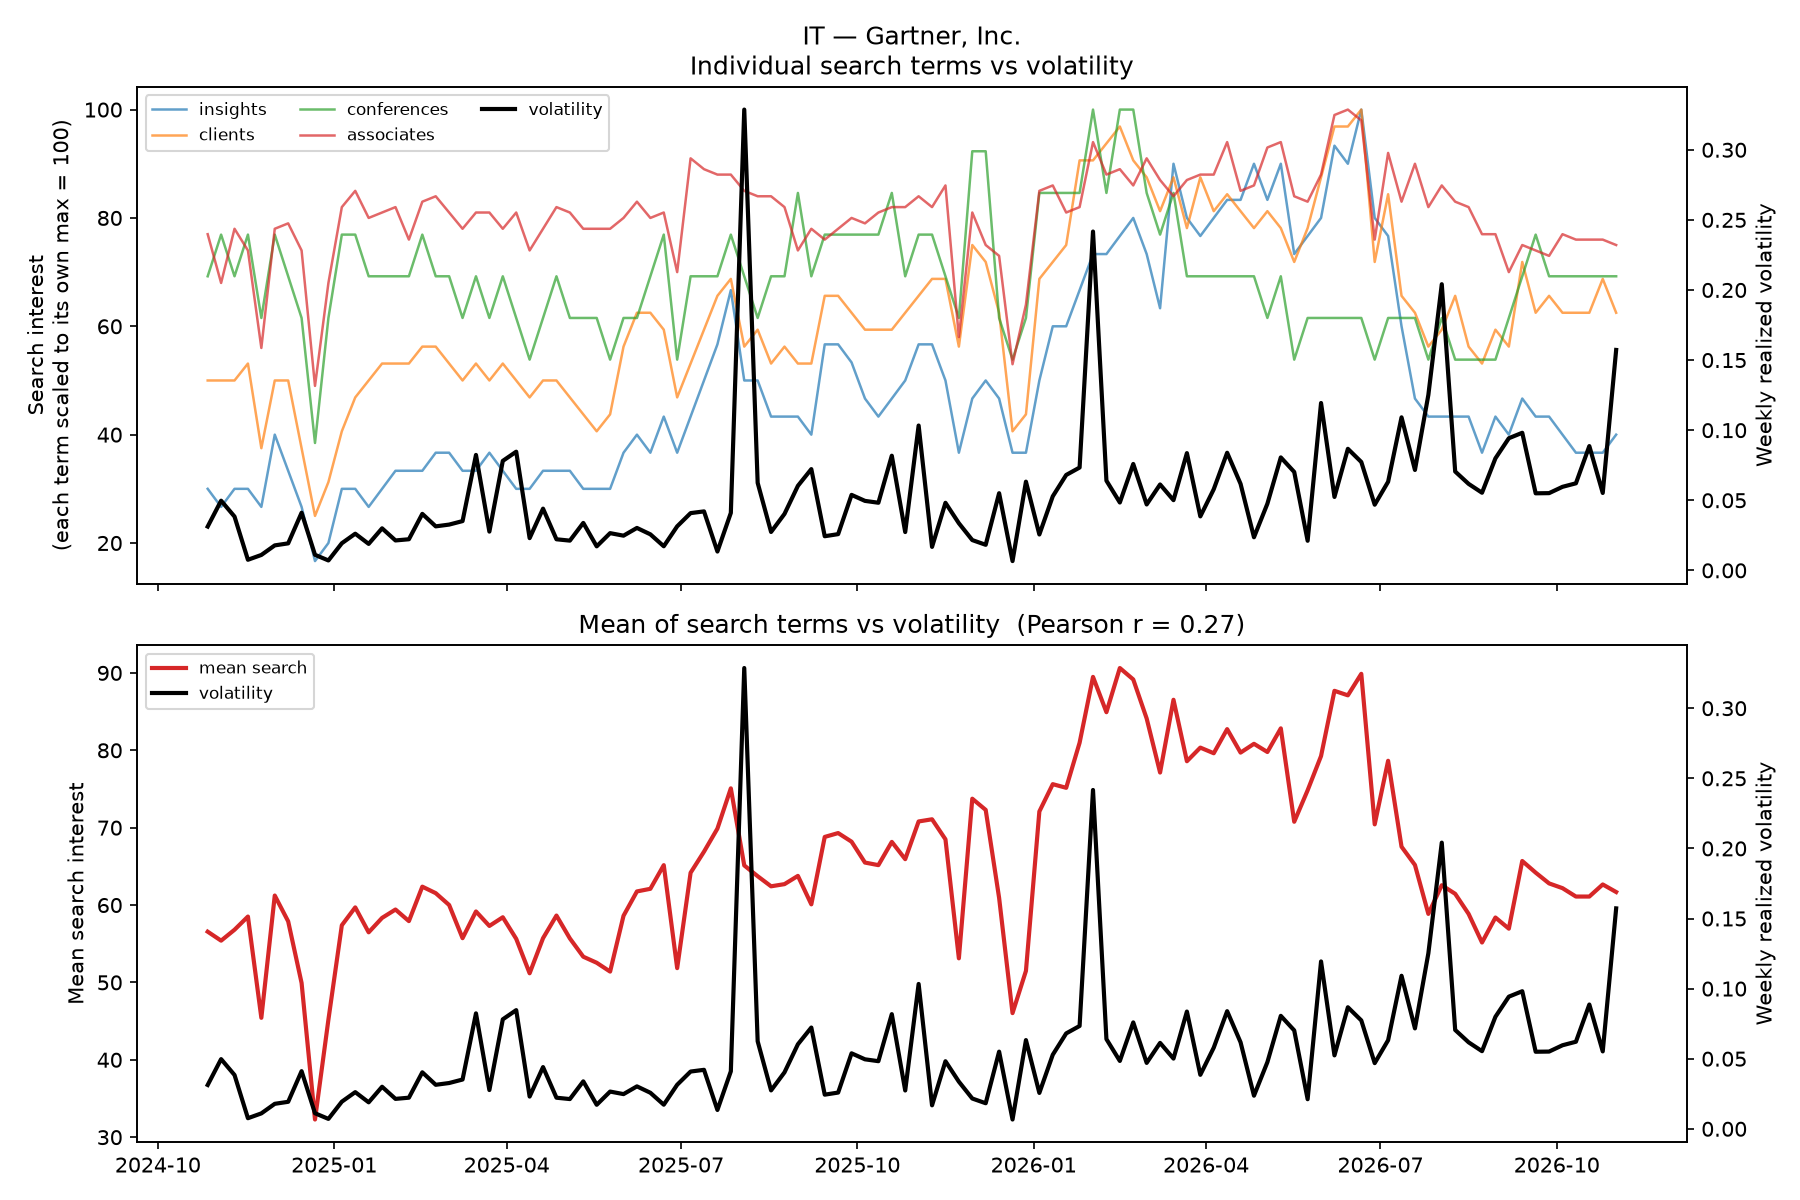 IT — Gartner, Inc.
Individual search terms vs volatility
insights
clients
conferences
associates
volatility
Search interest
(each term scaled to its own max = 100)
100
80
60
40
20
Weekly realized volatility
0.30
0.25
0.20
0.15
0.10
0.05
0.00
Mean of search terms vs volatility (Pearson r = 0.27)
mean search
volatility
Mean search interest
90
80
70
60
50
40
30
Weekly realized volatility
0.30
0.25
0.20
0.15
0.10
0.05
0.00
2024-10 2025-01 2025-04 2025-07 2025-10 2026-01 2026-04 2026-07 2026-10